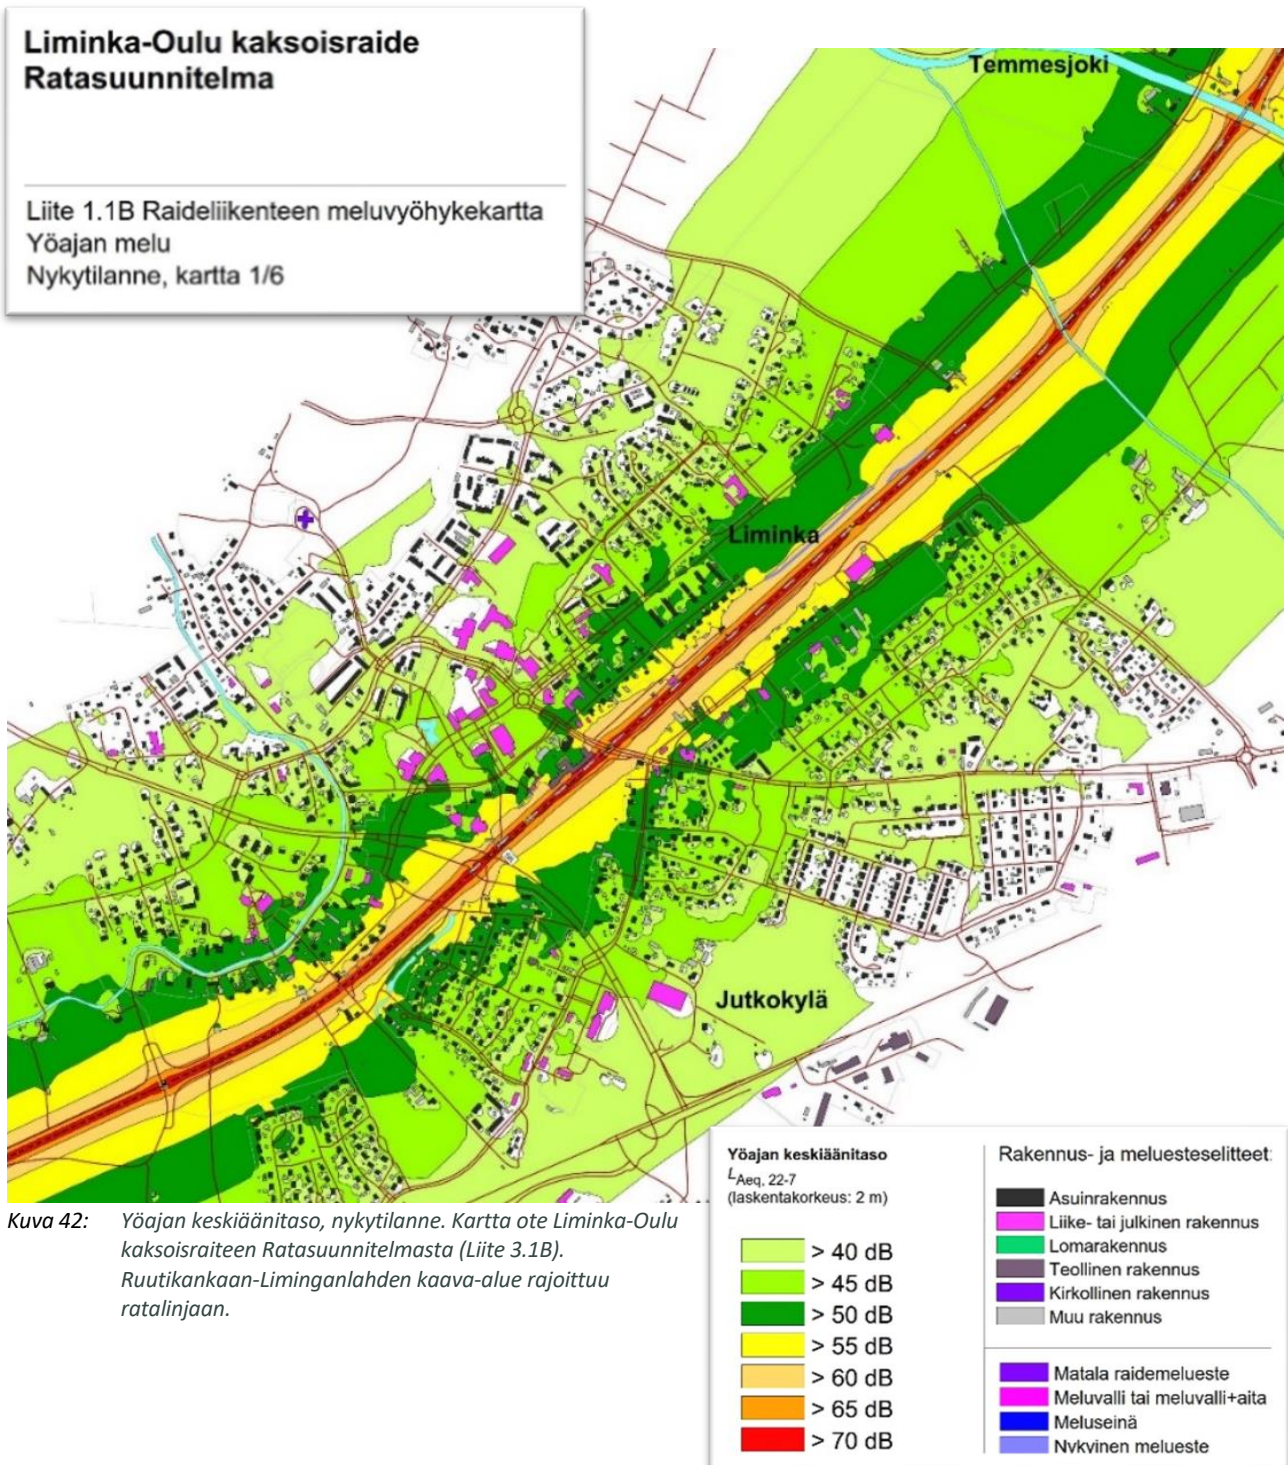 Liminka-Oulu kaksoisraide
Ratasuunnitelma
Liite 1.1B Raideliikenteen meluvyöhykekartta
Yöajan melu
Nykytilanne, kartta 1/6
Temmesjoki
Liminka
Jutkokylä
Kuva 42: Yöajan keskiäänitaso, nykytilanne. Kartta ote Liminka-Oulu
kaksoisraiteen Ratasuunnitelmasta (Liite 3.1B).
Ruutikankaan-Liminganlahden kaava-alue rajoittuu
ratalinjaan.
Yöajan keskiäänitaso
LAeq, 22-7
(laskentakorkeus: 2 m)
> 40 dB
> 45 dB
> 50 dB
> 55 dB
> 60 dB
> 65 dB
> 70 dB
Rakennus- ja meluesteselitteet:
Asuinrakennus
Liike- tai julkinen rakennus
Lomarakennus
Teollinen rakennus
Kirkollinen rakennus
Muu rakennus
Matala raidemelueste
Meluvalli tai meluvalli+aita
Meluseinä
Nykyinen melueste